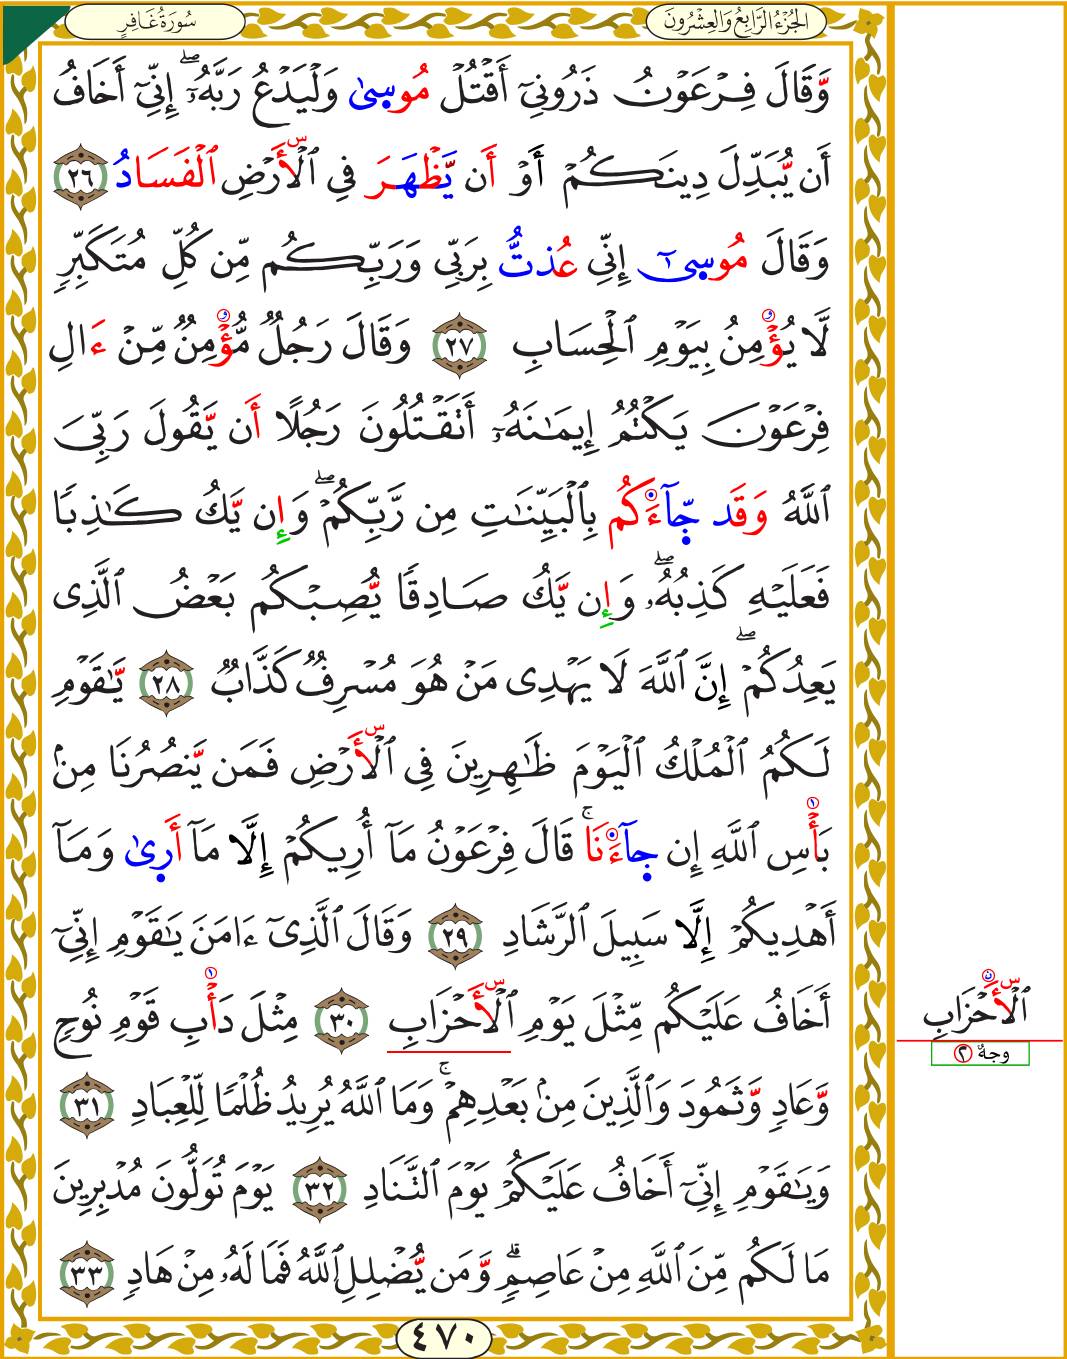 سُورَةُ غَافِرٍ
الجُزْءُ الرَّابِعُ وَالعِشْرُونَ
وَّقَالَ فِرْعَوْنُ ذَرُونِىٓ أَقْتُلْ مُوسِىٰ وَلْيَدْعُ رَبَّهُۥٓۖ إِنِّىٓ أَخَافُ
أَن يُّبَدِّلَ دِينَكُمْ أَوْ أَن يَّظْهَرَ فِى ٱلْأَرْضِ ٱلْفَسَادُ ٢٦
وَقَالَ مُوسِىٰٓ إِنِّى عُذتُّ بِرَبِّى وَرَبِّكُم مِّن كُلِّ مُتَكَبِّرٍ
لَّا يُؤْمِنُ بِيَوْمِ ٱلْحِسَابِ ٢٧ وَقَالَ رَجُلٌ مُّؤْمِنٌ مِّنْ ءَالِ
فِرْعَوْنَ يَكْتُمُ إِيمَـٰنَهُۥٓ أَتَقْتُلُونَ رَجُلًا أَن يَّقُولَ رَبِّىَ
ٱللَّهُ وَقَد جِّآءَكُم بِٱلْبَيِّنَـٰتِ مِن رَّبِّكُمْۖ وَإِن يَّكُ كَـٰذِبًا
فَعَلَيْهِ كَذِبُهُۥۖ وَإِن يَّكُ صَادِقًا يُّصِبْكُم بَعْضُ ٱلَّذِى
يَعِدُكُمْۖ إِنَّ ٱللَّهَ لَا يَهْدِى مَنْ هُوَ مُسْرِفٌ كَذَّابٌ ٢٨ يَّـٰقَوْمِ
لَكُمُ ٱلْمُلْكُ ٱلْيَوْمَ ظَـٰهِرِينَ فِى ٱلْأَرْضِ فَمَن يَّنصُرُنَا مِنۢ
بَأْسِ ٱللَّهِ إِن جِآءَنَاۚ قَالَ فِرْعَوْنُ مَآ أُرِيكُمْ إِلَّا مَآ أَرِىٰ وَمَآ
أَهْدِيكُمْ إِلَّا سَبِيلَ ٱلرَّشَادِ ٢٩ وَقَالَ ٱلَّذِىٓ ءَامَنَ يَـٰقَوْمِ إِنِّىٓ
أَخَافُ عَلَيْكُم مِّثْلَ يَوْمِ ٱلْأَحْزَابِ ٣٠ مِثْلَ دَأْبِ قَوْمِ نُوحٍ
وَّعَادٍ وَّثَمُودَ وَٱلَّذِينَ مِنۢ بَعْدِهِمْۚ وَمَا ٱللَّهُ يُرِيدُ ظُلْمًا لِّلْعِبَادِ ٣١
وَيَـٰقَوْمِ إِنِّىٓ أَخَافُ عَلَيْكُمْ يَوْمَ ٱلتَّنَادِ ٣٢ يَوْمَ تُوَلُّونَ مُدْبِرِينَ
مَا لَكُم مِّنَ ٱللَّهِ مِنْ عَاصِمٍۗ وَّمَن يُّضْلِلِ ٱللَّهُ فَمَا لَهُۥ مِنْ هَادٍ ٣٣
٤٧٠
ٱلْأَحْزَابِ
وجهٌ ٢